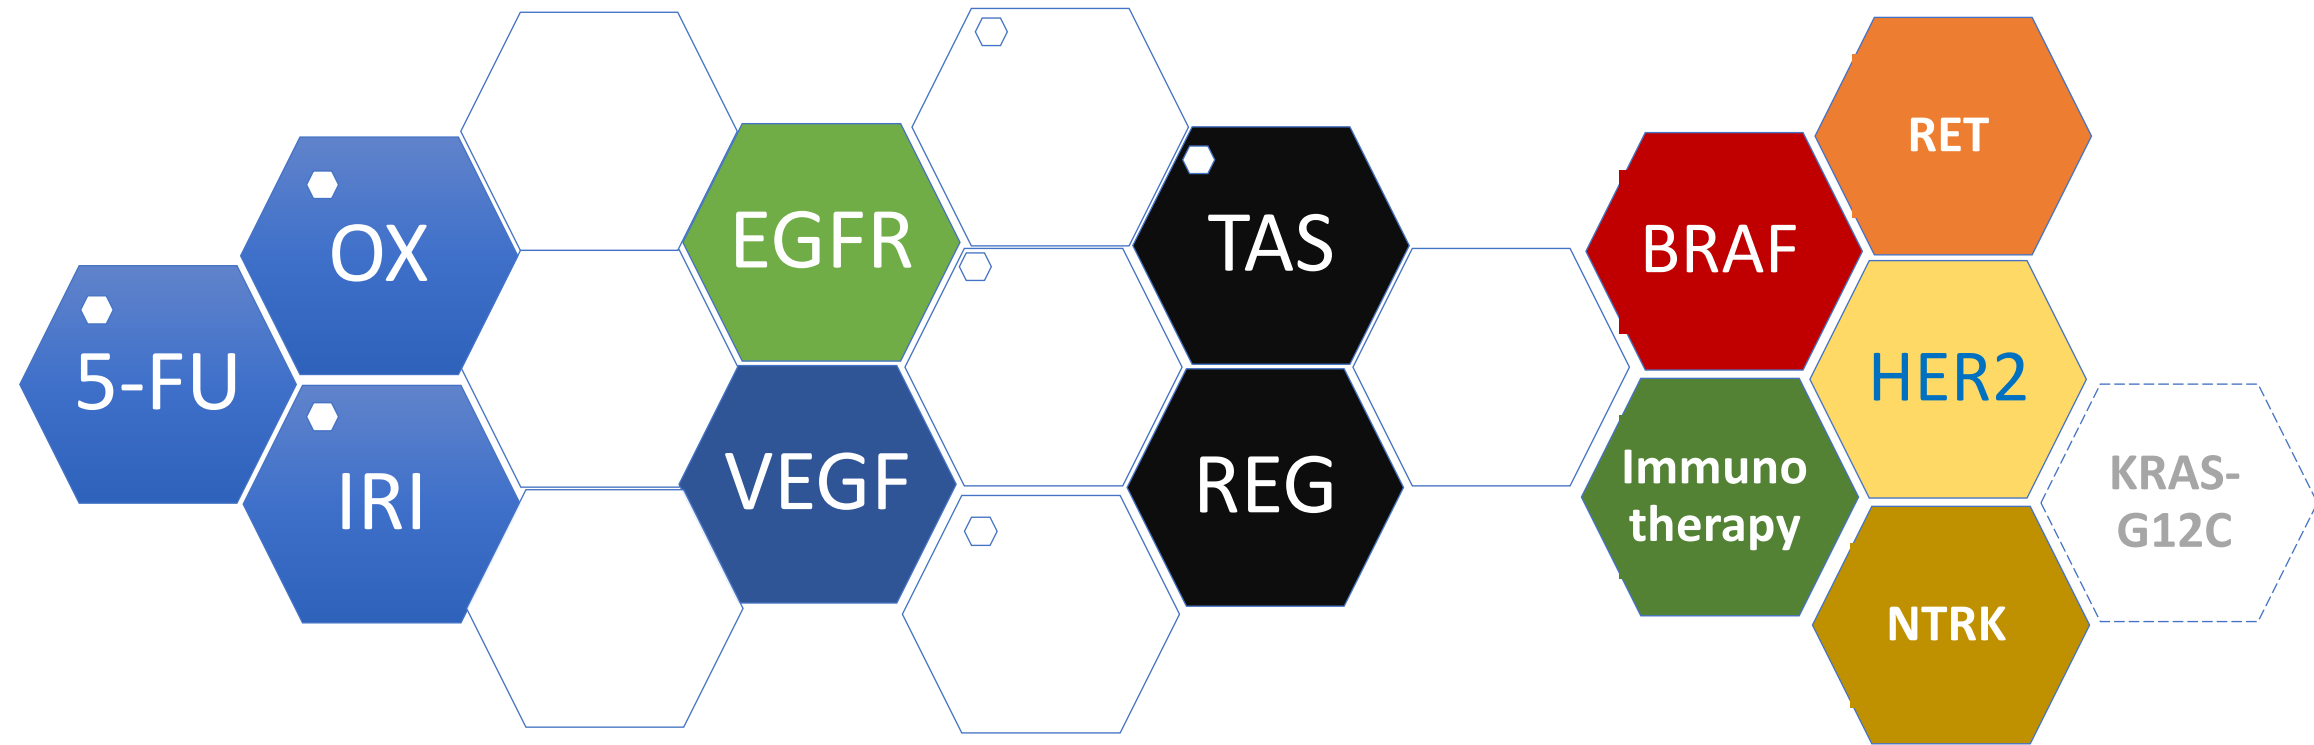 5-FU
OX
IRI
EGFR
VEGF
TAS
REG
BRAF
Immuno
therapy
RET
HER2
NTRK
KRAS-
G12C